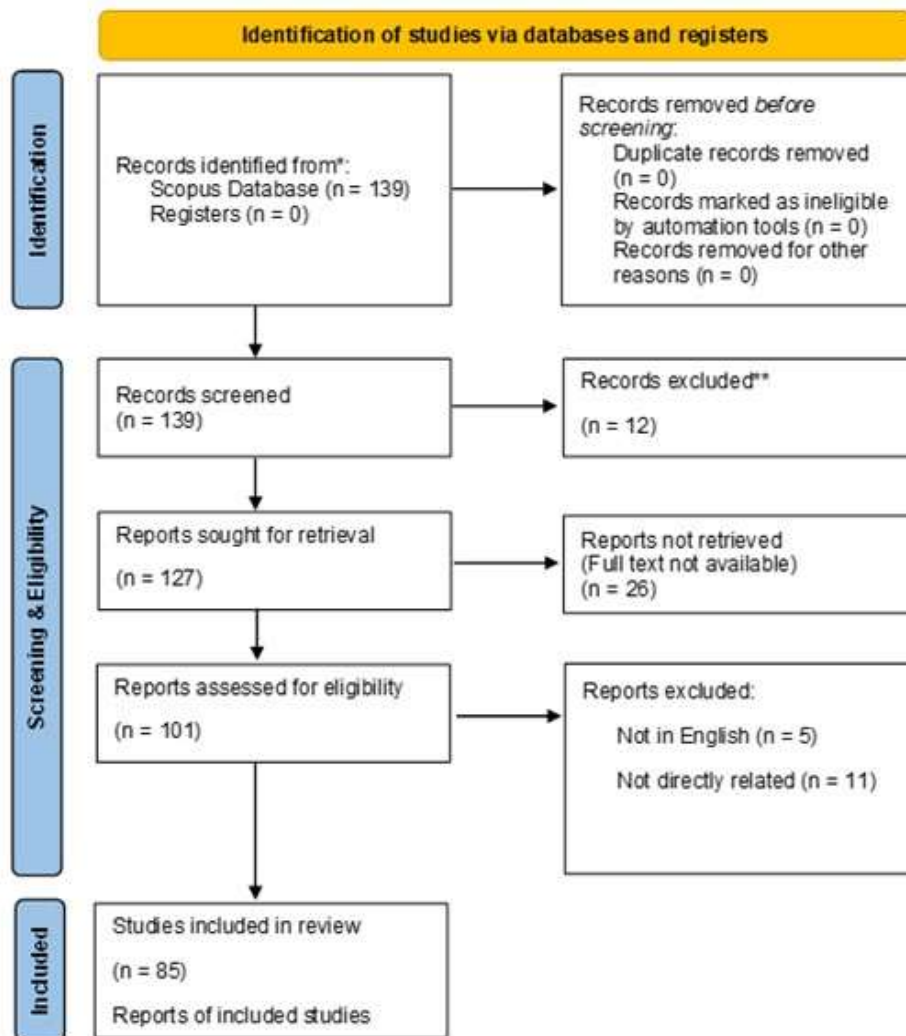 Identification of studies via databases and registers
Identification
Records identified from*:
Scopus Database (n = 139)
Registers (n = 0)
Records removed before
screening:
Duplicate records removed
(n = 0)
Records marked as ineligible
by automation tools (n = 0)
Records removed for other
reasons (n = 0)
Screening & Eligibility
Records screened
(n = 139)
Records excluded**
(n = 12)
Reports sought for retrieval
(n = 127)
Reports not retrieved
(Full text not available)
(n = 26)
Reports assessed for eligibility
(n = 101)
Reports excluded:
Not in English (n = 5)
Not directly related (n = 11)
Included
Studies included in review
(n = 85)
Reports of included studies